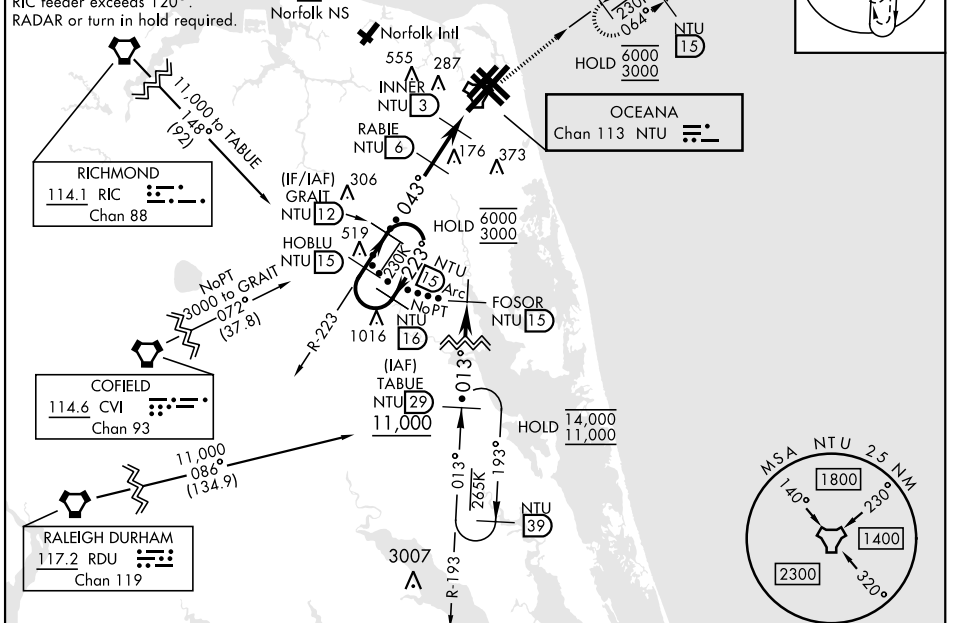 RIC feeder exceeds 120°.
RADAR or turn in hold required.
Norfolk NS
Norfolk Intl
230K
064°
NTU
15
HOLD 6000
3000
555
287
INNER
NTU 3
OCEANA
Chan 113 NTU
RABIE
NTU 6
176
373
11,000 to TABUE
148°
(92)
RICHMOND
114.1 RIC
Chan 88
(IF/IAF)
GRAIT
NTU 12
306
043°
HOLD 6000
3000
519
HOBLU
NTU 15
230K
223°
NTU
15 Arc
NoPT
FOSOR
NTU 15
NoPT
3000 to GRAIT
072°
(37.8)
R-223
1016
NTU
16
COFIELD
114.6 CVI
Chan 93
(IAF)
TABUE
NTU 29
11,000
013°
HOLD 14,000
11,000
013°
265K
193°
NTU
39
11,000
086°
(134.9)
RALEIGH DURHAM
117.2 RDU
Chan 119
3007
R-193
MSA NTU 25 NM
1800
140°
230°
1400
2300
320°